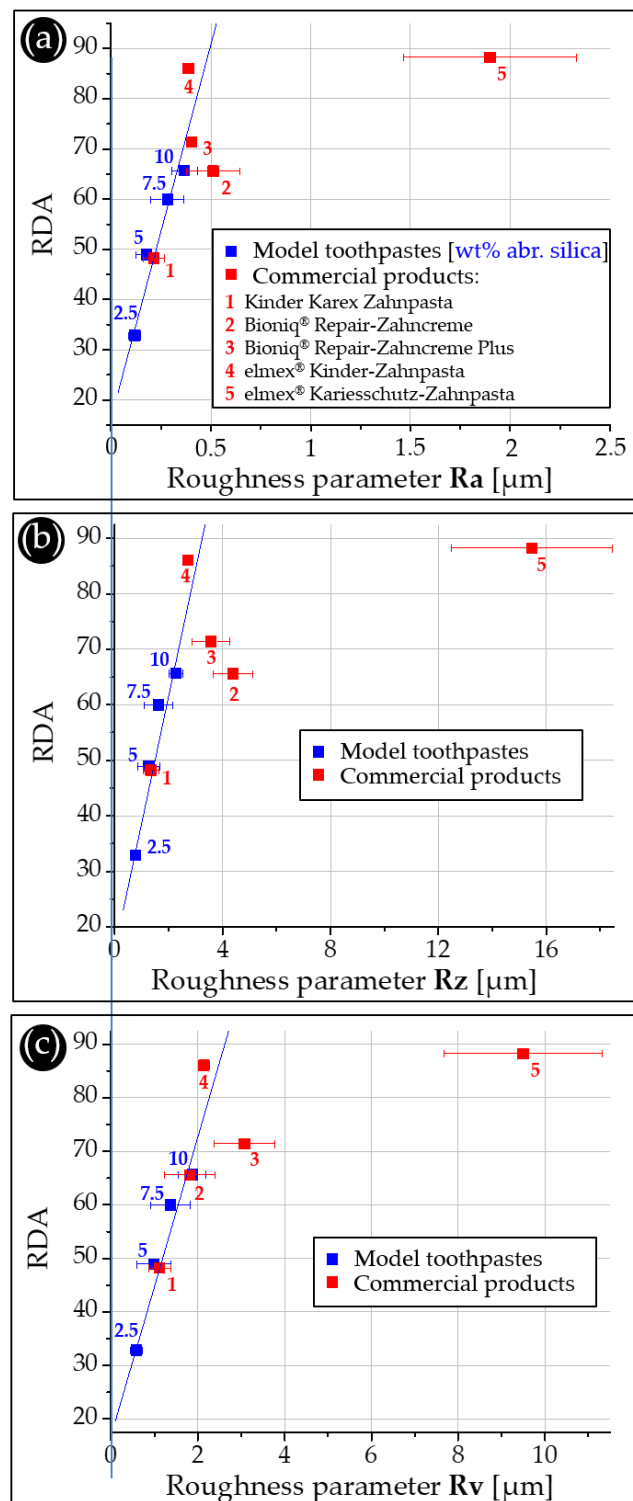 (a)
90
80
70
60
50
40
30
20
RDA
4
5
3
10
2
7.5
5
1
2.5
Model toothpastes [wt% abr. silica]
Commercial products:
1 Kinder Karex Zahnpasta
2 Bioniq® Repair-Zahncreme
3 Bioniq® Repair-Zahncreme Plus
4 elmex® Kinder-Zahnpasta
5 elmex® Kariesschutz-Zahnpasta
0 0.5 1 1.5 2 2.5
Roughness parameter Ra [µm]
(b)
90
80
70
60
50
40
30
20
RDA
4
5
3
10
2
7.5
5
1
2.5
Model toothpastes
Commercial products
0 4 8 12 16
Roughness parameter Rz [µm]
(c)
90
80
70
60
50
40
30
20
RDA
4
5
3
10
2
7.5
5
1
2.5
Model toothpastes
Commercial products
0 2 4 6 8 10
Roughness parameter Rv [µm]